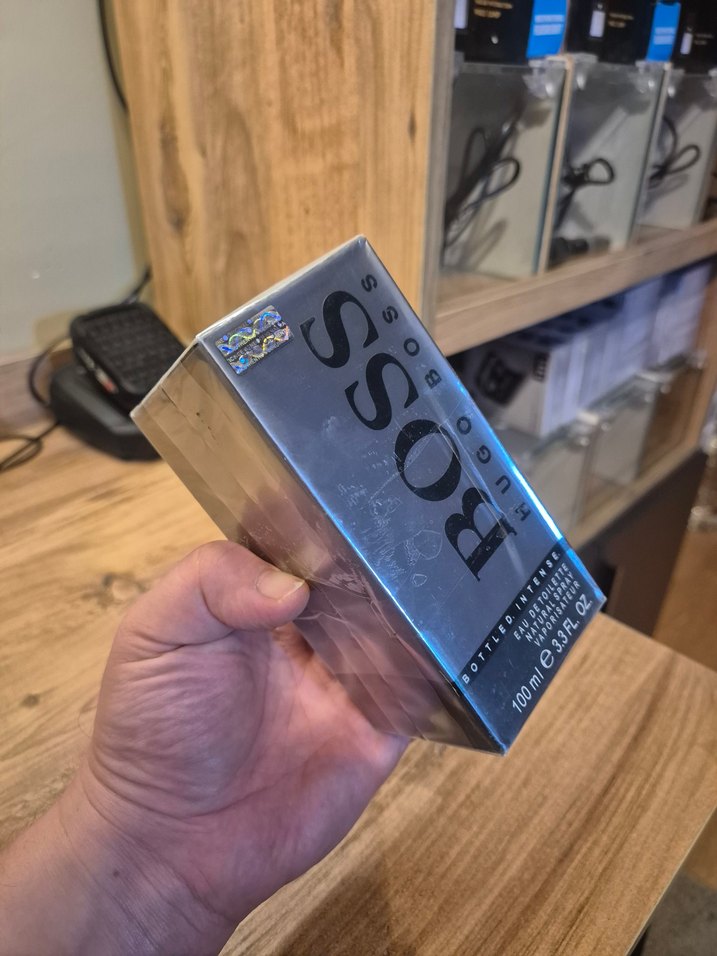 BOSS
HUGO BOSS
BOTTLED. INTENSE.
EAU DE TOILETTE
NATURAL SPRAY
VAPORISATEUR
100 ml e 3.3 FL. OZ.